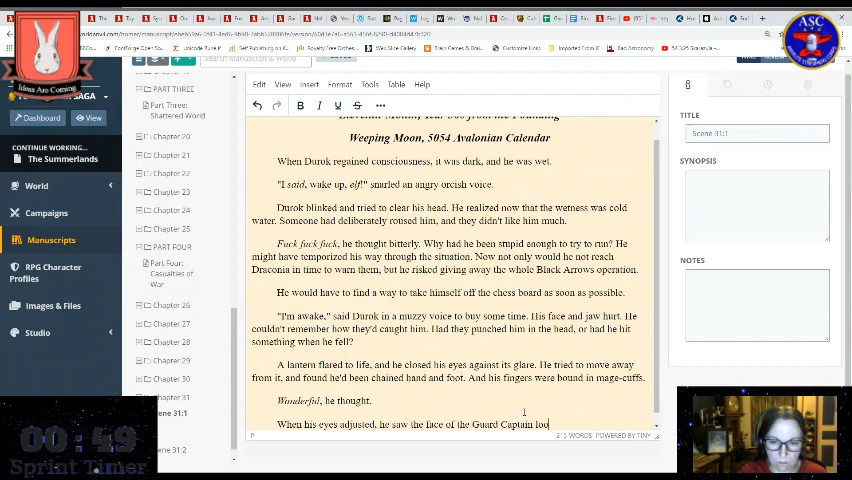 Ideas Are Coming
ASC
SAGA
Dashboard
View
CONTINUE WORKING...
The Summerlands
World
Campaigns
Manuscripts
RPG Character
Profiles
Images & Files
Studio
PART THREE
Part Three:
Shattered World
Chapter 20
Chapter 21
Chapter 22
Chapter 23
Chapter 24
Chapter 25
PART FOUR
Part Four:
Casualties of
War
Chapter 26
Chapter 27
Chapter 28
Chapter 29
Chapter 30
Chapter 31
Scene 31:1
Edit View Insert Format Tools Table Help
B I U S
Weeping Moon, 5054 Avalonian Calendar
When Durok regained consciousness, it was dark, and he was wet.
"I said, wake up, elf!" snarled an angry orcish voice.
Durok blinked and tried to clear his head. He realized now that the wetness was cold
water. Someone had deliberately roused him, and they didn't like him much.
Fuck fuck fuck, he thought bitterly. Why had he been stupid enough to try to run? He
might have temporized his way through the situation. Now not only would he not reach
Draconia in time to warn them, but he risked giving away the whole Black Arrows operation.
He would have to find a way to take himself off the chess board as soon as possible.
"I'm awake," said Durok in a muzzy voice to buy some time. His face and jaw hurt. He
couldn't remember how they'd caught him. Had they punched him in the head, or had he hit
something when he fell?
A lantern flared to life, and he closed his eyes against its glare. He tried to move away
from it, and found he'd been chained hand and foot. And his fingers were bound in mage-cuffs.
Wonderful, he thought.
When his eyes adjusted, he saw the face of the Guard Captain loo
P
215 WORDS POWERED BY TINY
TITLE
Scene 31:1
SYNOPSIS
NOTES
00:49
Sprint Timer